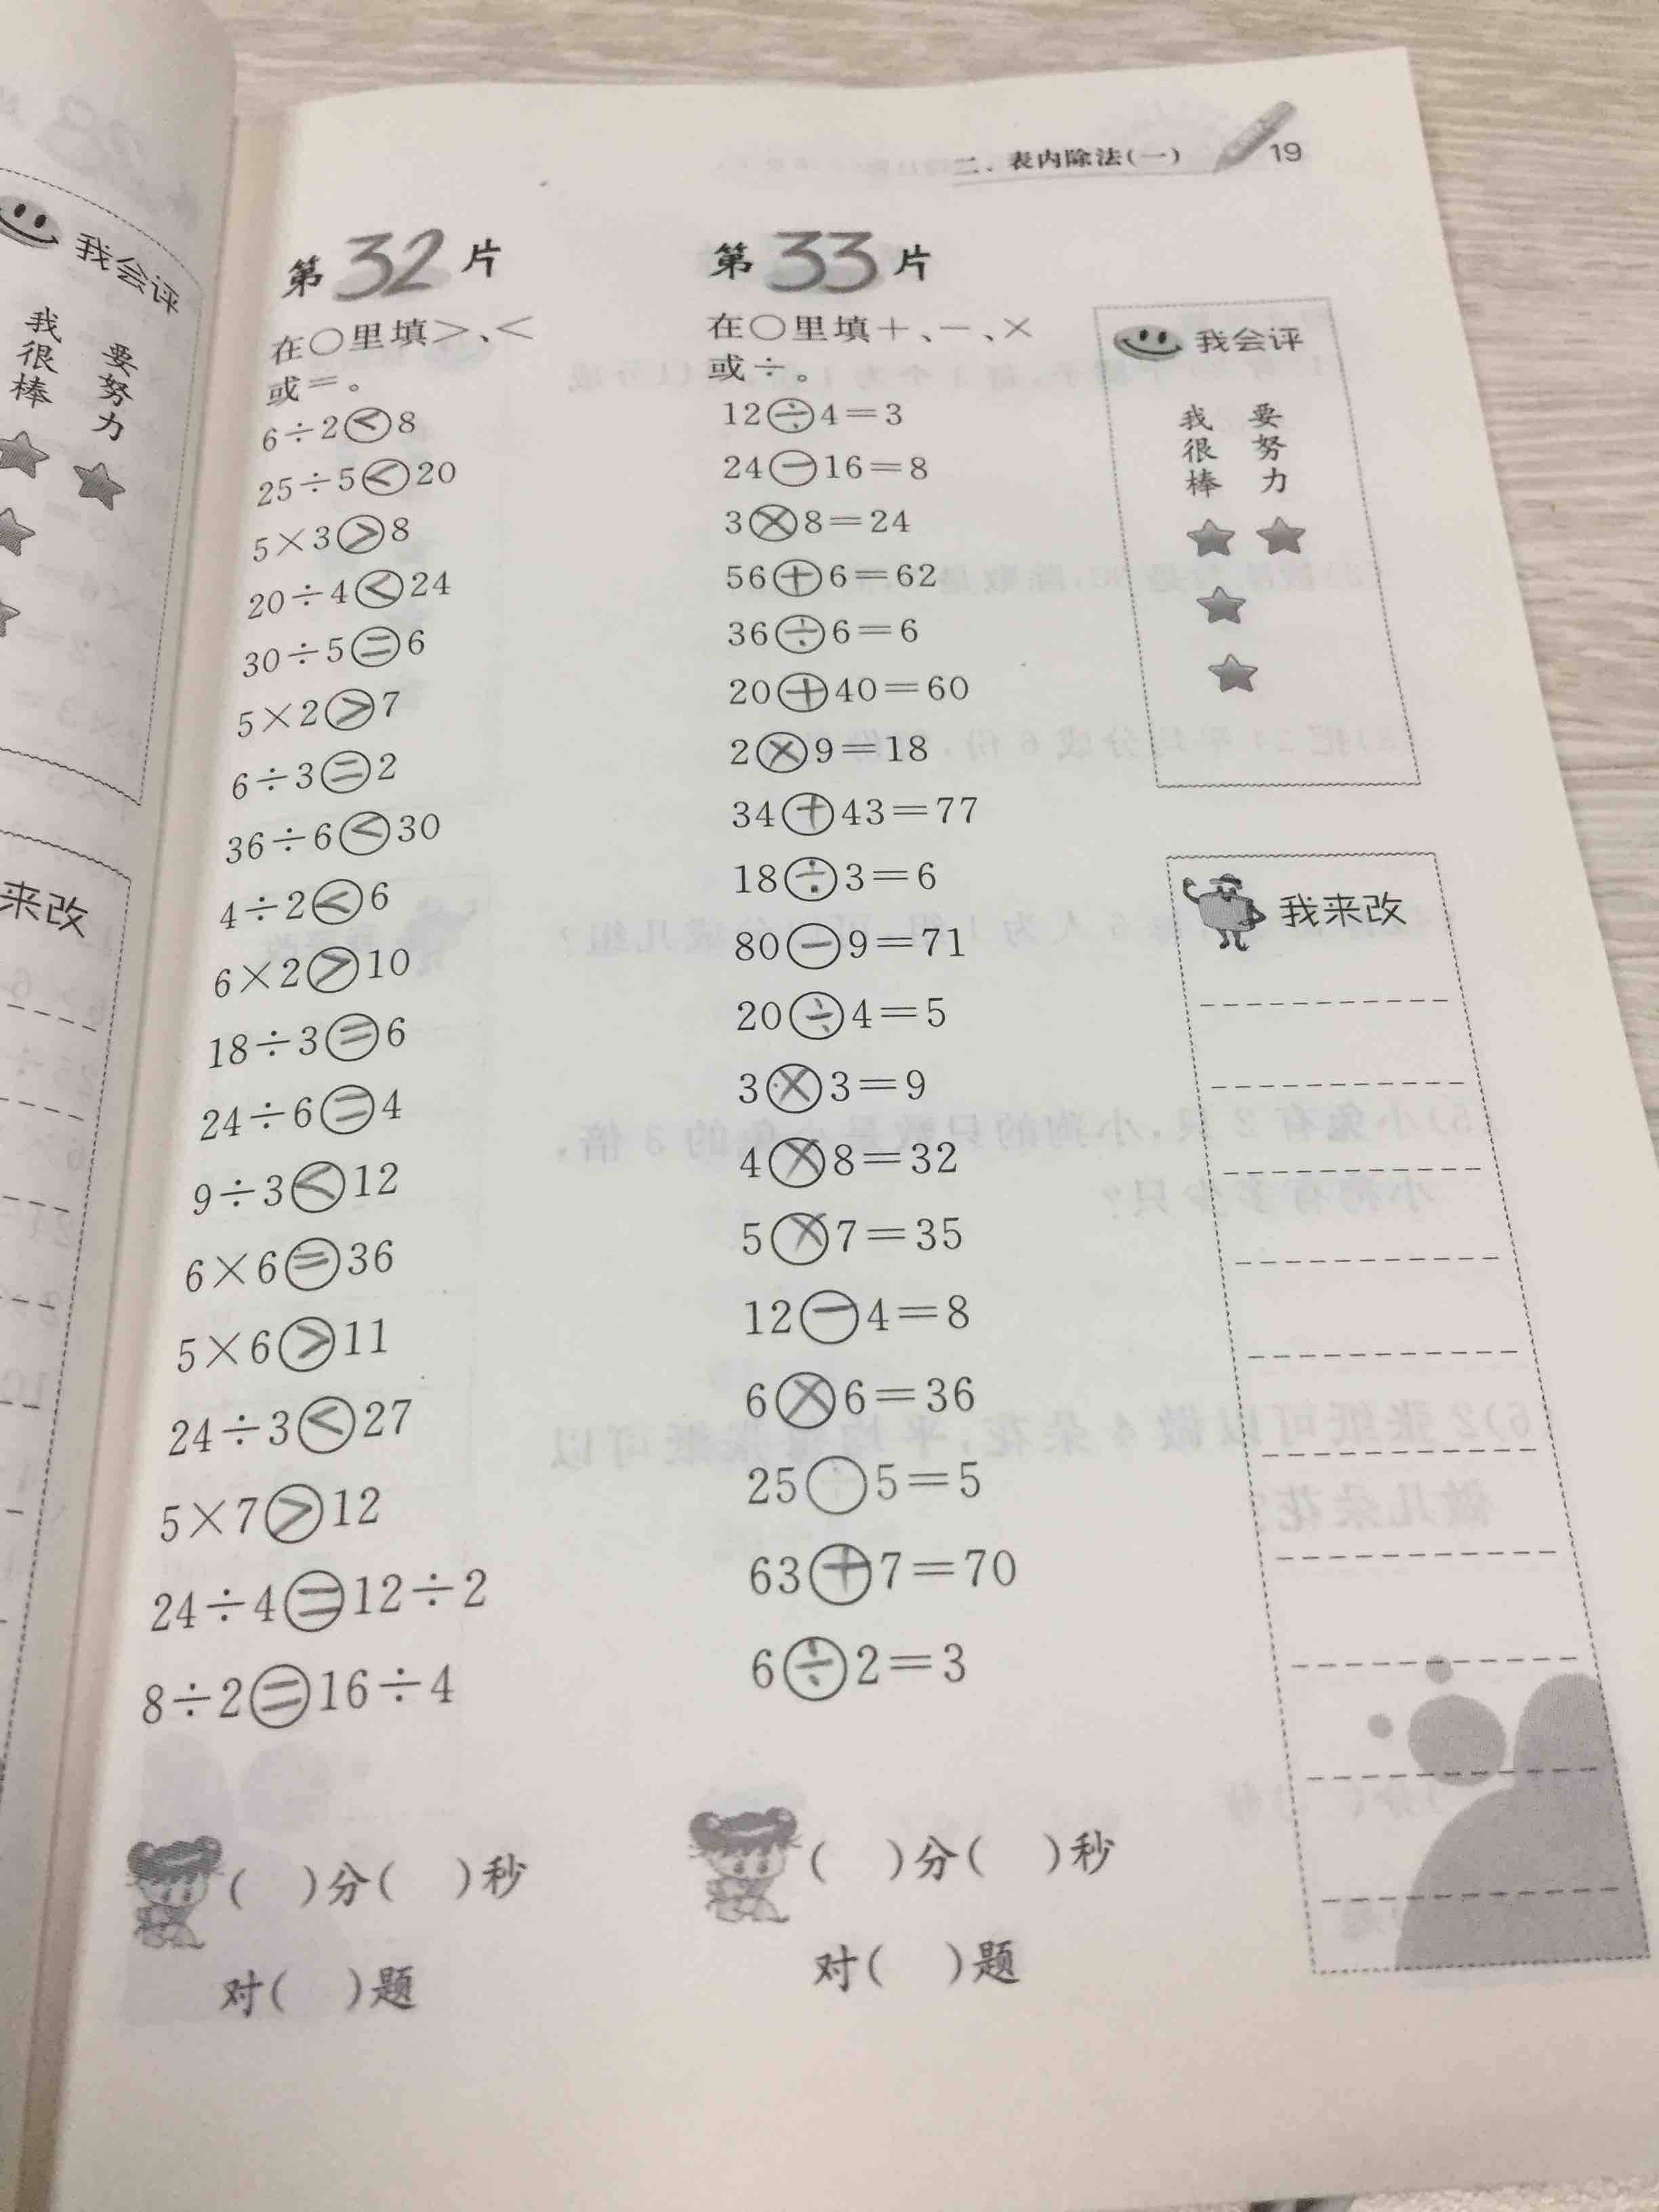 我会评
我很棒
要努力
来改
二、表内除法(一) 19
第32片
在○里填＞、＜
或＝。
6÷2<8
25÷5<20
5×3>8
20÷4<24
30÷5=6
5×2>7
6÷3=2
36÷6<30
4÷2<6
6×2>10
18÷3=6
24÷6=4
9÷3<12
6×6=36
5×6>11
24÷3<27
5×7>12
24÷4=12÷2
8÷2=16÷4
( )分( )秒
对( )题
第33片
在○里填＋、－、×
或÷。
12÷4=3
24-16=8
3×8=24
56+6=62
36÷6=6
20+40=60
2×9=18
34+43=77
18÷3=6
80-9=71
20÷4=5
3×3=9
4×8=32
5×7=35
12-4=8
6×6=36
25○5=5
63+7=70
6÷2=3
( )分( )秒
对( )题
我会评
我很棒
要努力
我来改